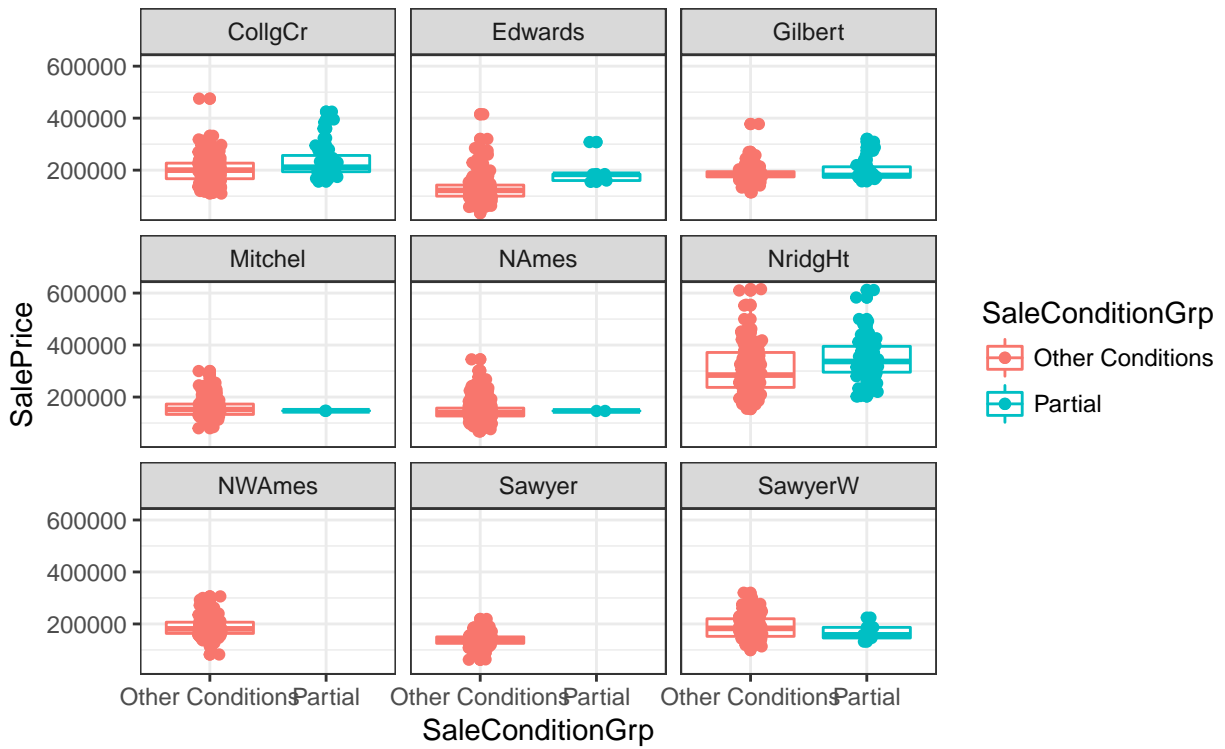 CollgCr Edwards Gilbert
600000
400000
200000
Mitchel NAmes NridgHt
600000
400000
200000
NWAmes Sawyer SawyerW
600000
400000
200000
Other Conditions Partial Other Conditions Partial Other Conditions Partial
SaleConditionGrp
SalePrice
SaleConditionGrp
Other Conditions
Partial